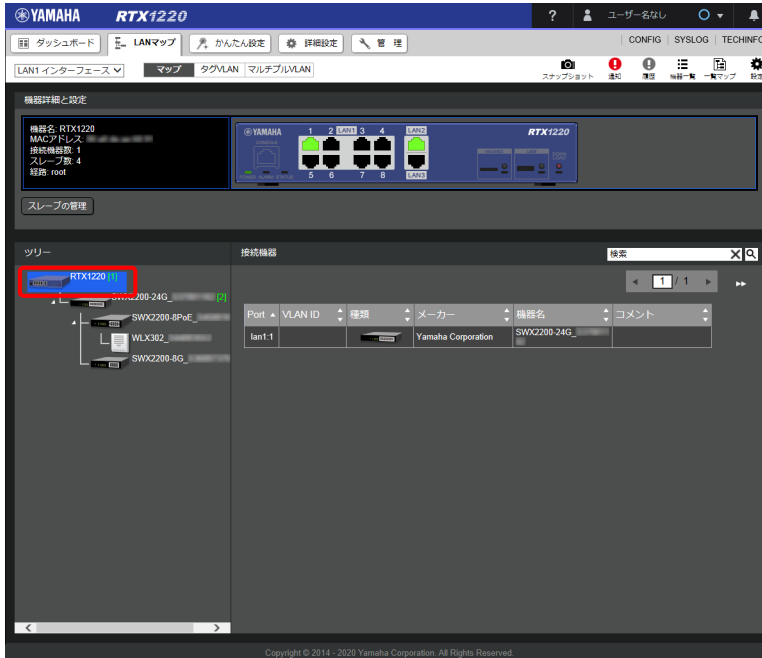 YAMAHA RTX1220 ? ユーザー名なし
ダッシュボード LANマップ かんたん設定 詳細設定 管理 CONFIG SYSLOG TECHINFO
LAN1 インターフェース マップ タグVLAN マルチプルVLAN スナップショット 通知 履歴 機器一覧 一覧マップ 設定
機器詳細と設定
機器名: RTX1220
MACアドレス:
接続機器数: 1
スレーブ数: 4
経路: root
YAMAHA 1 2 LAN1 3 4 LAN2 RTX1220
CONSOLE
POWER ALARM STATUS 5 6 7 8 LAN3
スレーブの管理
ツリー 接続機器 検索
RTX1220 [1] 1 / 1
SWX2200-24G_ [2]
SWX2200-8PoE_
WLX302_
SWX2200-8G_
Port VLAN ID 種類 メーカー 機器名 コメント
lan1:1 Yamaha Corporation SWX2200-24G_
Copyright © 2014 - 2020 Yamaha Corporation. All Rights Reserved.